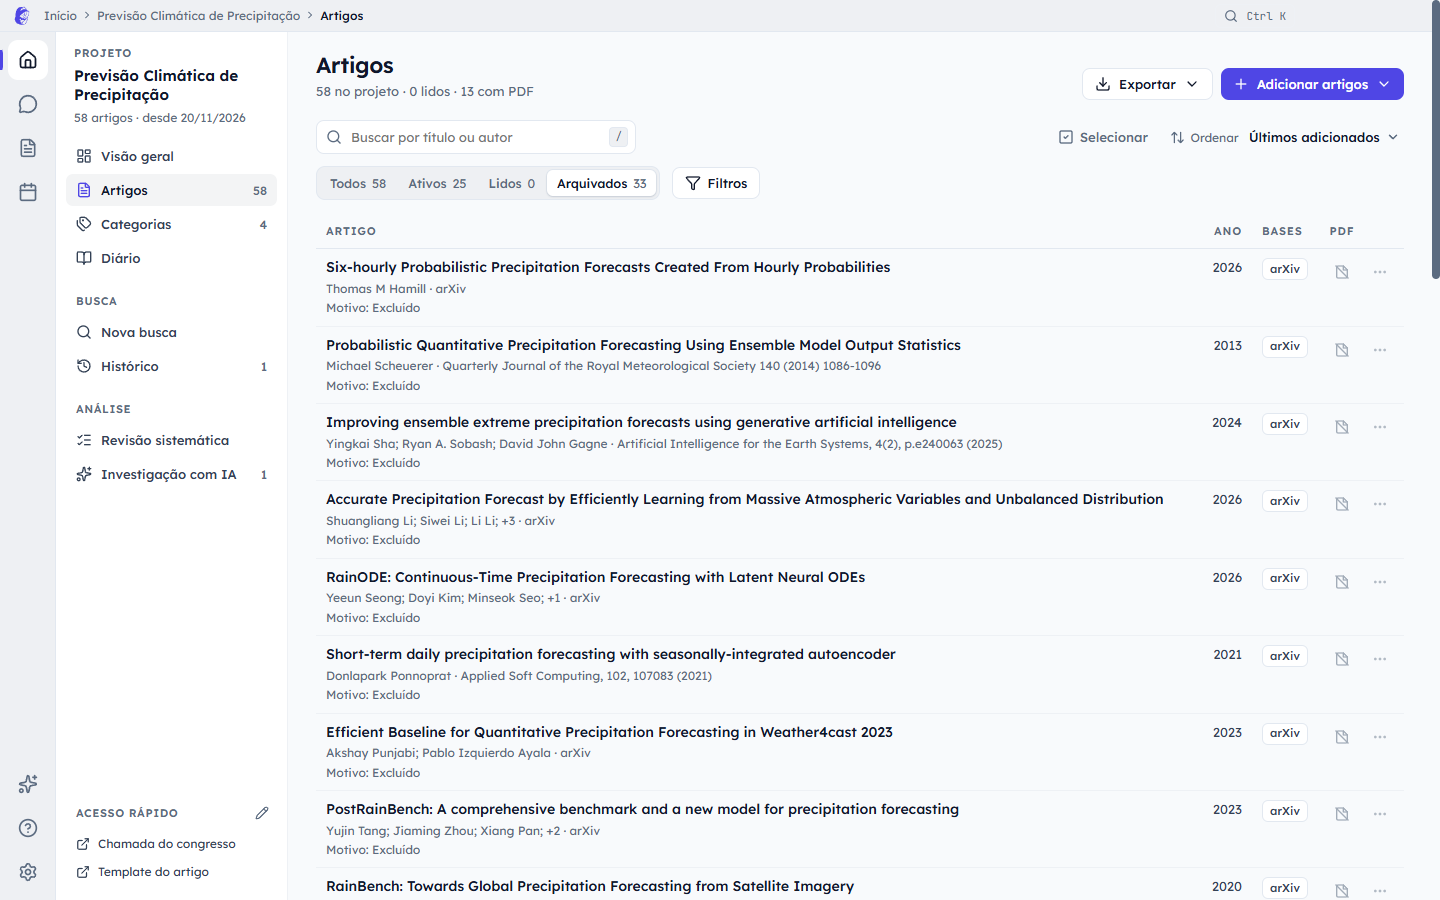 Início > Previsão Climática de Precipitação > Artigos
Ctrl K
PROJETO
Previsão Climática de
Precipitação
58 artigos · desde 20/11/2026
Visão geral
Artigos 58
Categorias 4
Diário
BUSCA
Nova busca
Histórico 1
ANÁLISE
Revisão sistemática
Investigação com IA 1
ACESSO RÁPIDO
Chamada do congresso
Template do artigo
Artigos
58 no projeto · 0 lidos · 13 com PDF
Exportar
Adicionar artigos
Buscar por título ou autor /
Selecionar
Ordenar Últimos adicionados
Todos 58 Ativos 25 Lidos 0 Arquivados 33
Filtros
ARTIGO ANO BASES PDF
Six-hourly Probabilistic Precipitation Forecasts Created From Hourly Probabilities 2026 arXiv
Thomas M Hamill · arXiv
Motivo: Excluído
Probabilistic Quantitative Precipitation Forecasting Using Ensemble Model Output Statistics 2013 arXiv
Michael Scheuerer · Quarterly Journal of the Royal Meteorological Society 140 (2014) 1086-1096
Motivo: Excluído
Improving ensemble extreme precipitation forecasts using generative artificial intelligence 2024 arXiv
Yingkai Sha; Ryan A. Sobash; David John Gagne · Artificial Intelligence for the Earth Systems, 4(2), p.e240063 (2025)
Motivo: Excluído
Accurate Precipitation Forecast by Efficiently Learning from Massive Atmospheric Variables and Unbalanced Distribution 2026 arXiv
Shuangliang Li; Siwei Li; Li Li; +3 · arXiv
Motivo: Excluído
RainODE: Continuous-Time Precipitation Forecasting with Latent Neural ODEs 2026 arXiv
Yeeun Seong; Doyi Kim; Minseok Seo; +1 · arXiv
Motivo: Excluído
Short-term daily precipitation forecasting with seasonally-integrated autoencoder 2021 arXiv
Donlapark Ponnoprat · Applied Soft Computing, 102, 107083 (2021)
Motivo: Excluído
Efficient Baseline for Quantitative Precipitation Forecasting in Weather4cast 2023 2023 arXiv
Akshay Punjabi; Pablo Izquierdo Ayala · arXiv
Motivo: Excluído
PostRainBench: A comprehensive benchmark and a new model for precipitation forecasting 2023 arXiv
Yujin Tang; Jiaming Zhou; Xiang Pan; +2 · arXiv
Motivo: Excluído
RainBench: Towards Global Precipitation Forecasting from Satellite Imagery 2020 arXiv